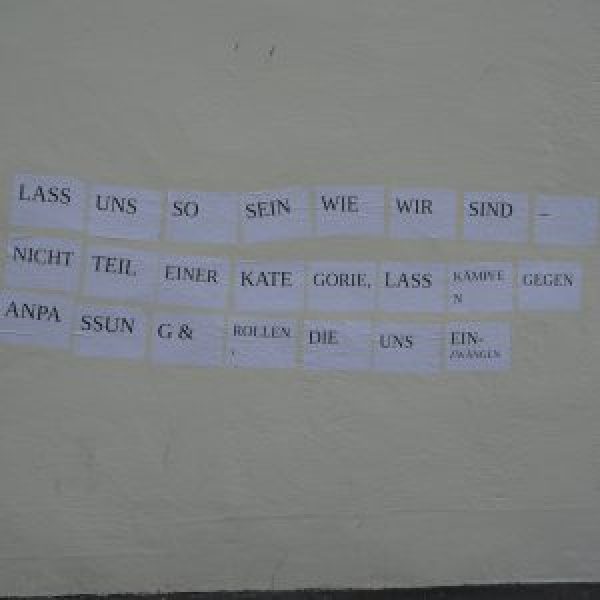 LASS UNS SO SEIN WIE WIR SIND –
NICHT TEIL EINER KATE GORIE, LASS KÄMPFE N GEGEN
ANPA SSUN G & ROLLEN , DIE UNS EIN- ZWÄNGEN